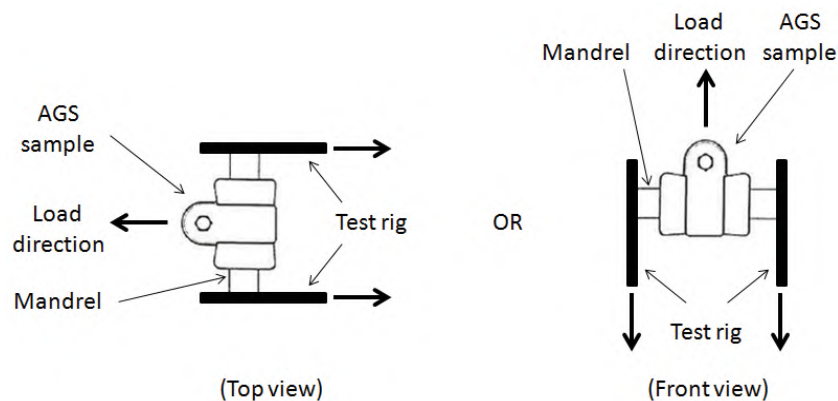 AGS
sample
Load
direction
Mandrel
Test rig
(Top view)
OR
Mandrel
Load
direction
AGS
sample
Test rig
(Front view)